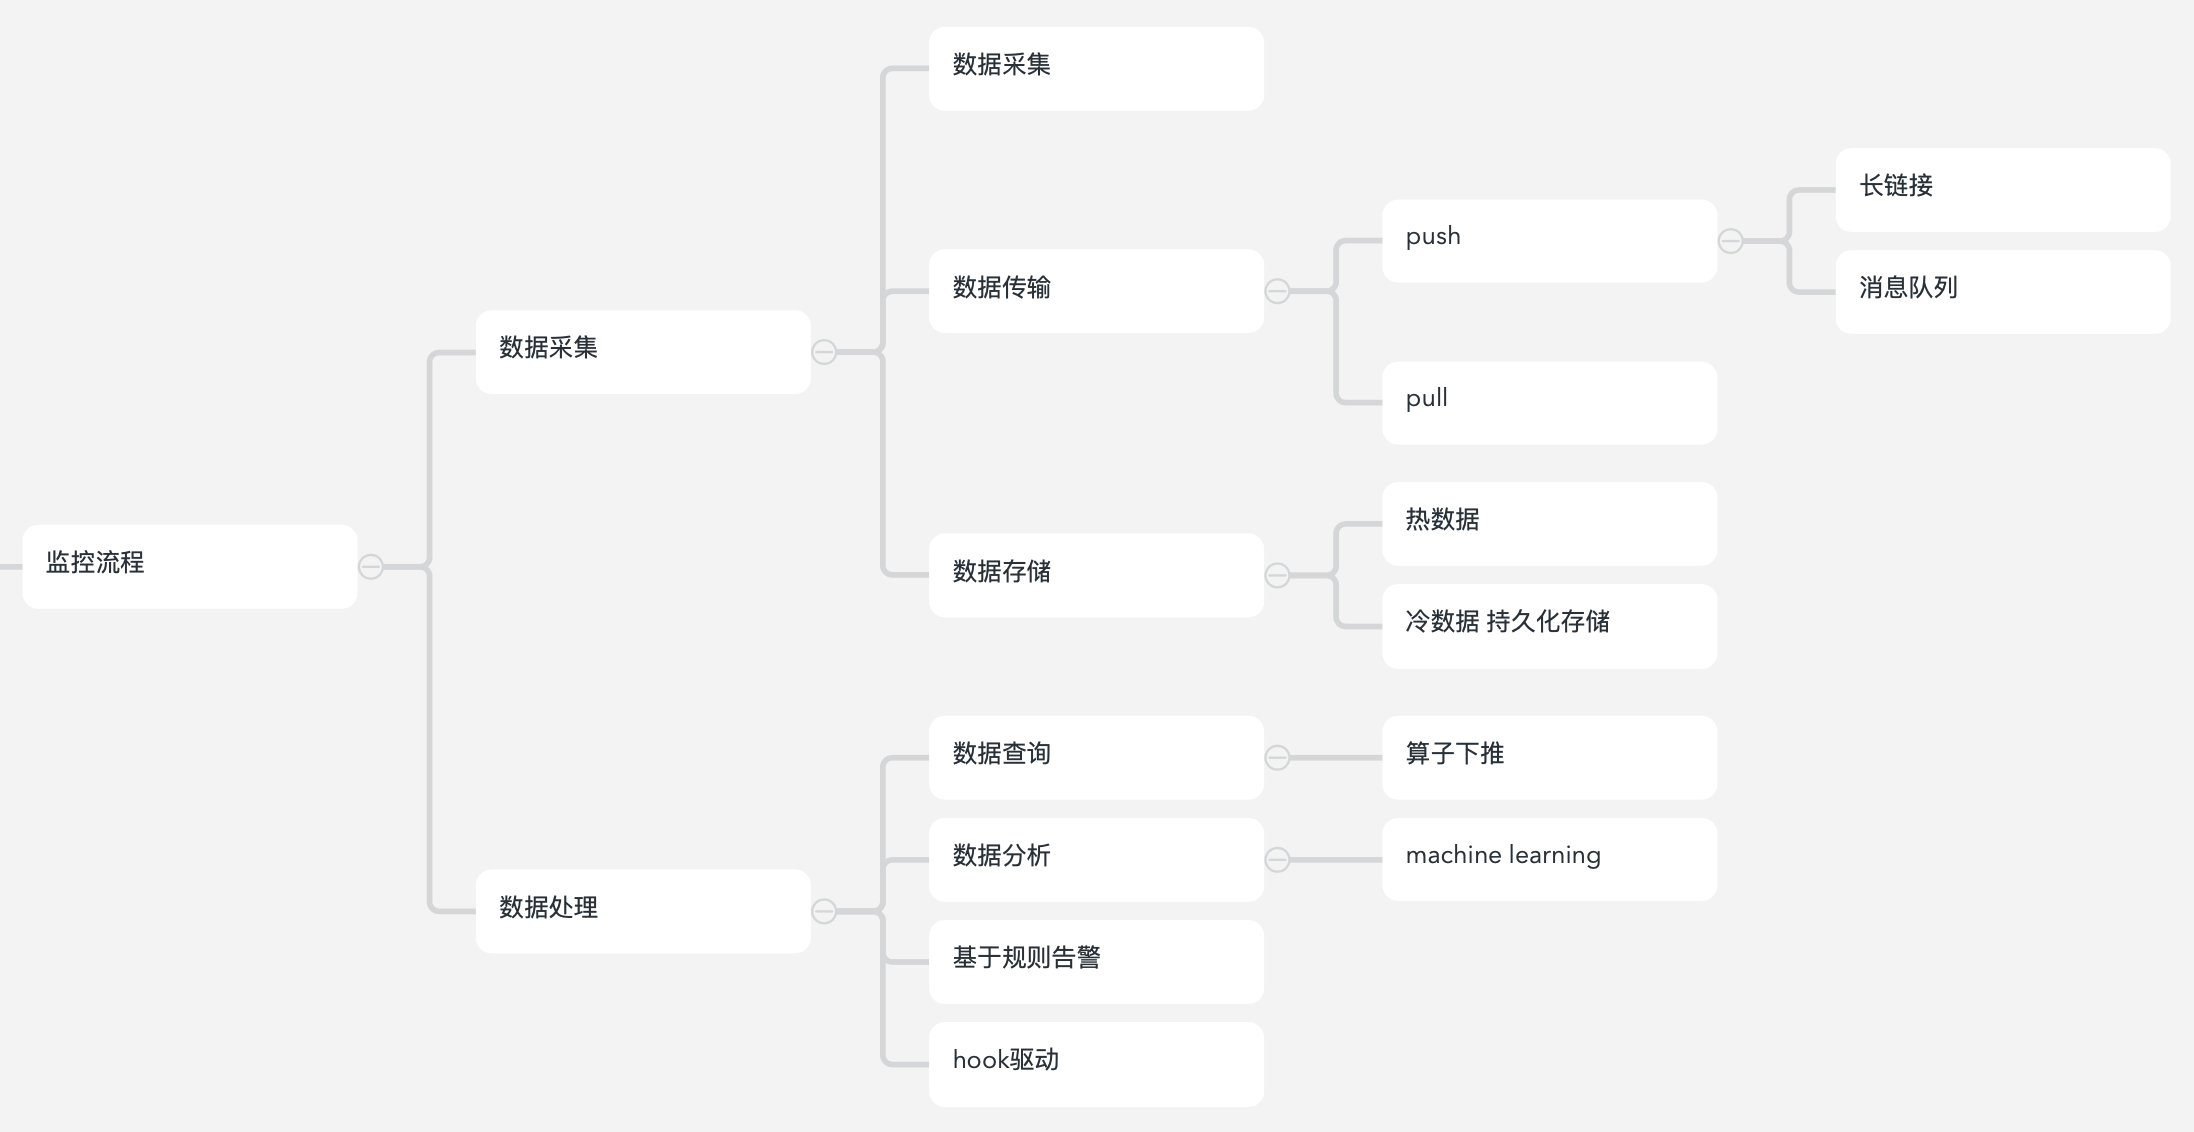 监控流程
数据采集
数据采集
数据传输
push
长链接
消息队列
pull
数据存储
热数据
冷数据 持久化存储
数据处理
数据查询
算子下推
数据分析
machine learning
基于规则告警
hook驱动